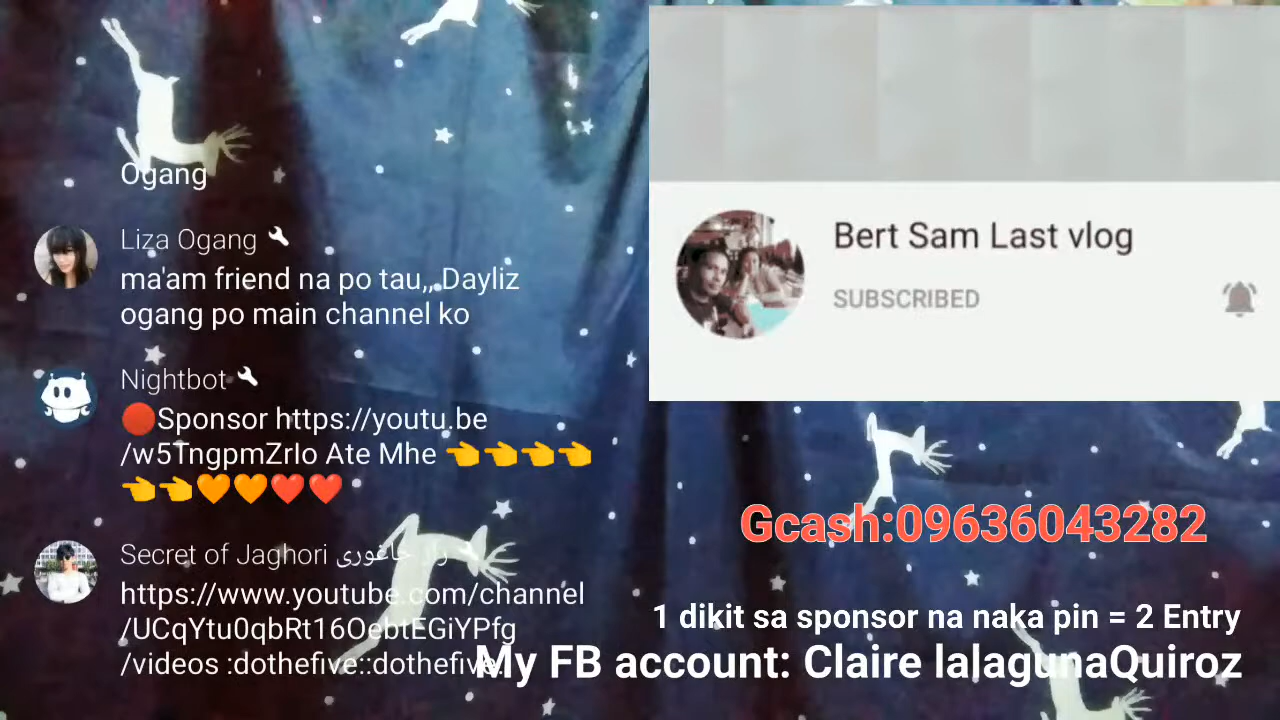 Ogang
Liza Ogang
ma'am friend na po tau,, Dayliz
ogang po main channel ko
Nightbot
🔴Sponsor https://youtu.be
/w5TngpmZrIo Ate Mhe 👈👈👈👈
👈👈🧡🧡❤️❤️
Secret of Jaghori راز جاغوری
https://www.youtube.com/channel
/UCqYtu0qbRt16OebtEGiYPfg
/videos :dothefive::dothefive:
Bert Sam Last vlog
SUBSCRIBED
Gcash:09636043282
1 dikit sa sponsor na naka pin = 2 Entry
My FB account: Claire lalagunaQuiroz